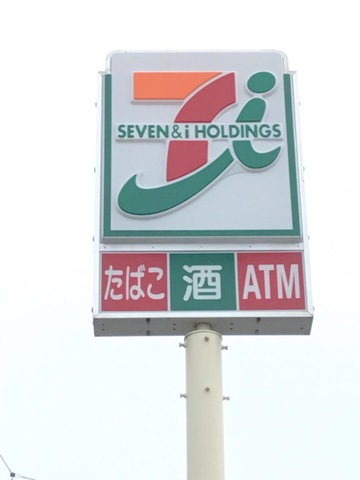 SEVEN & i HOLDINGS
たばこ 酒 ATM